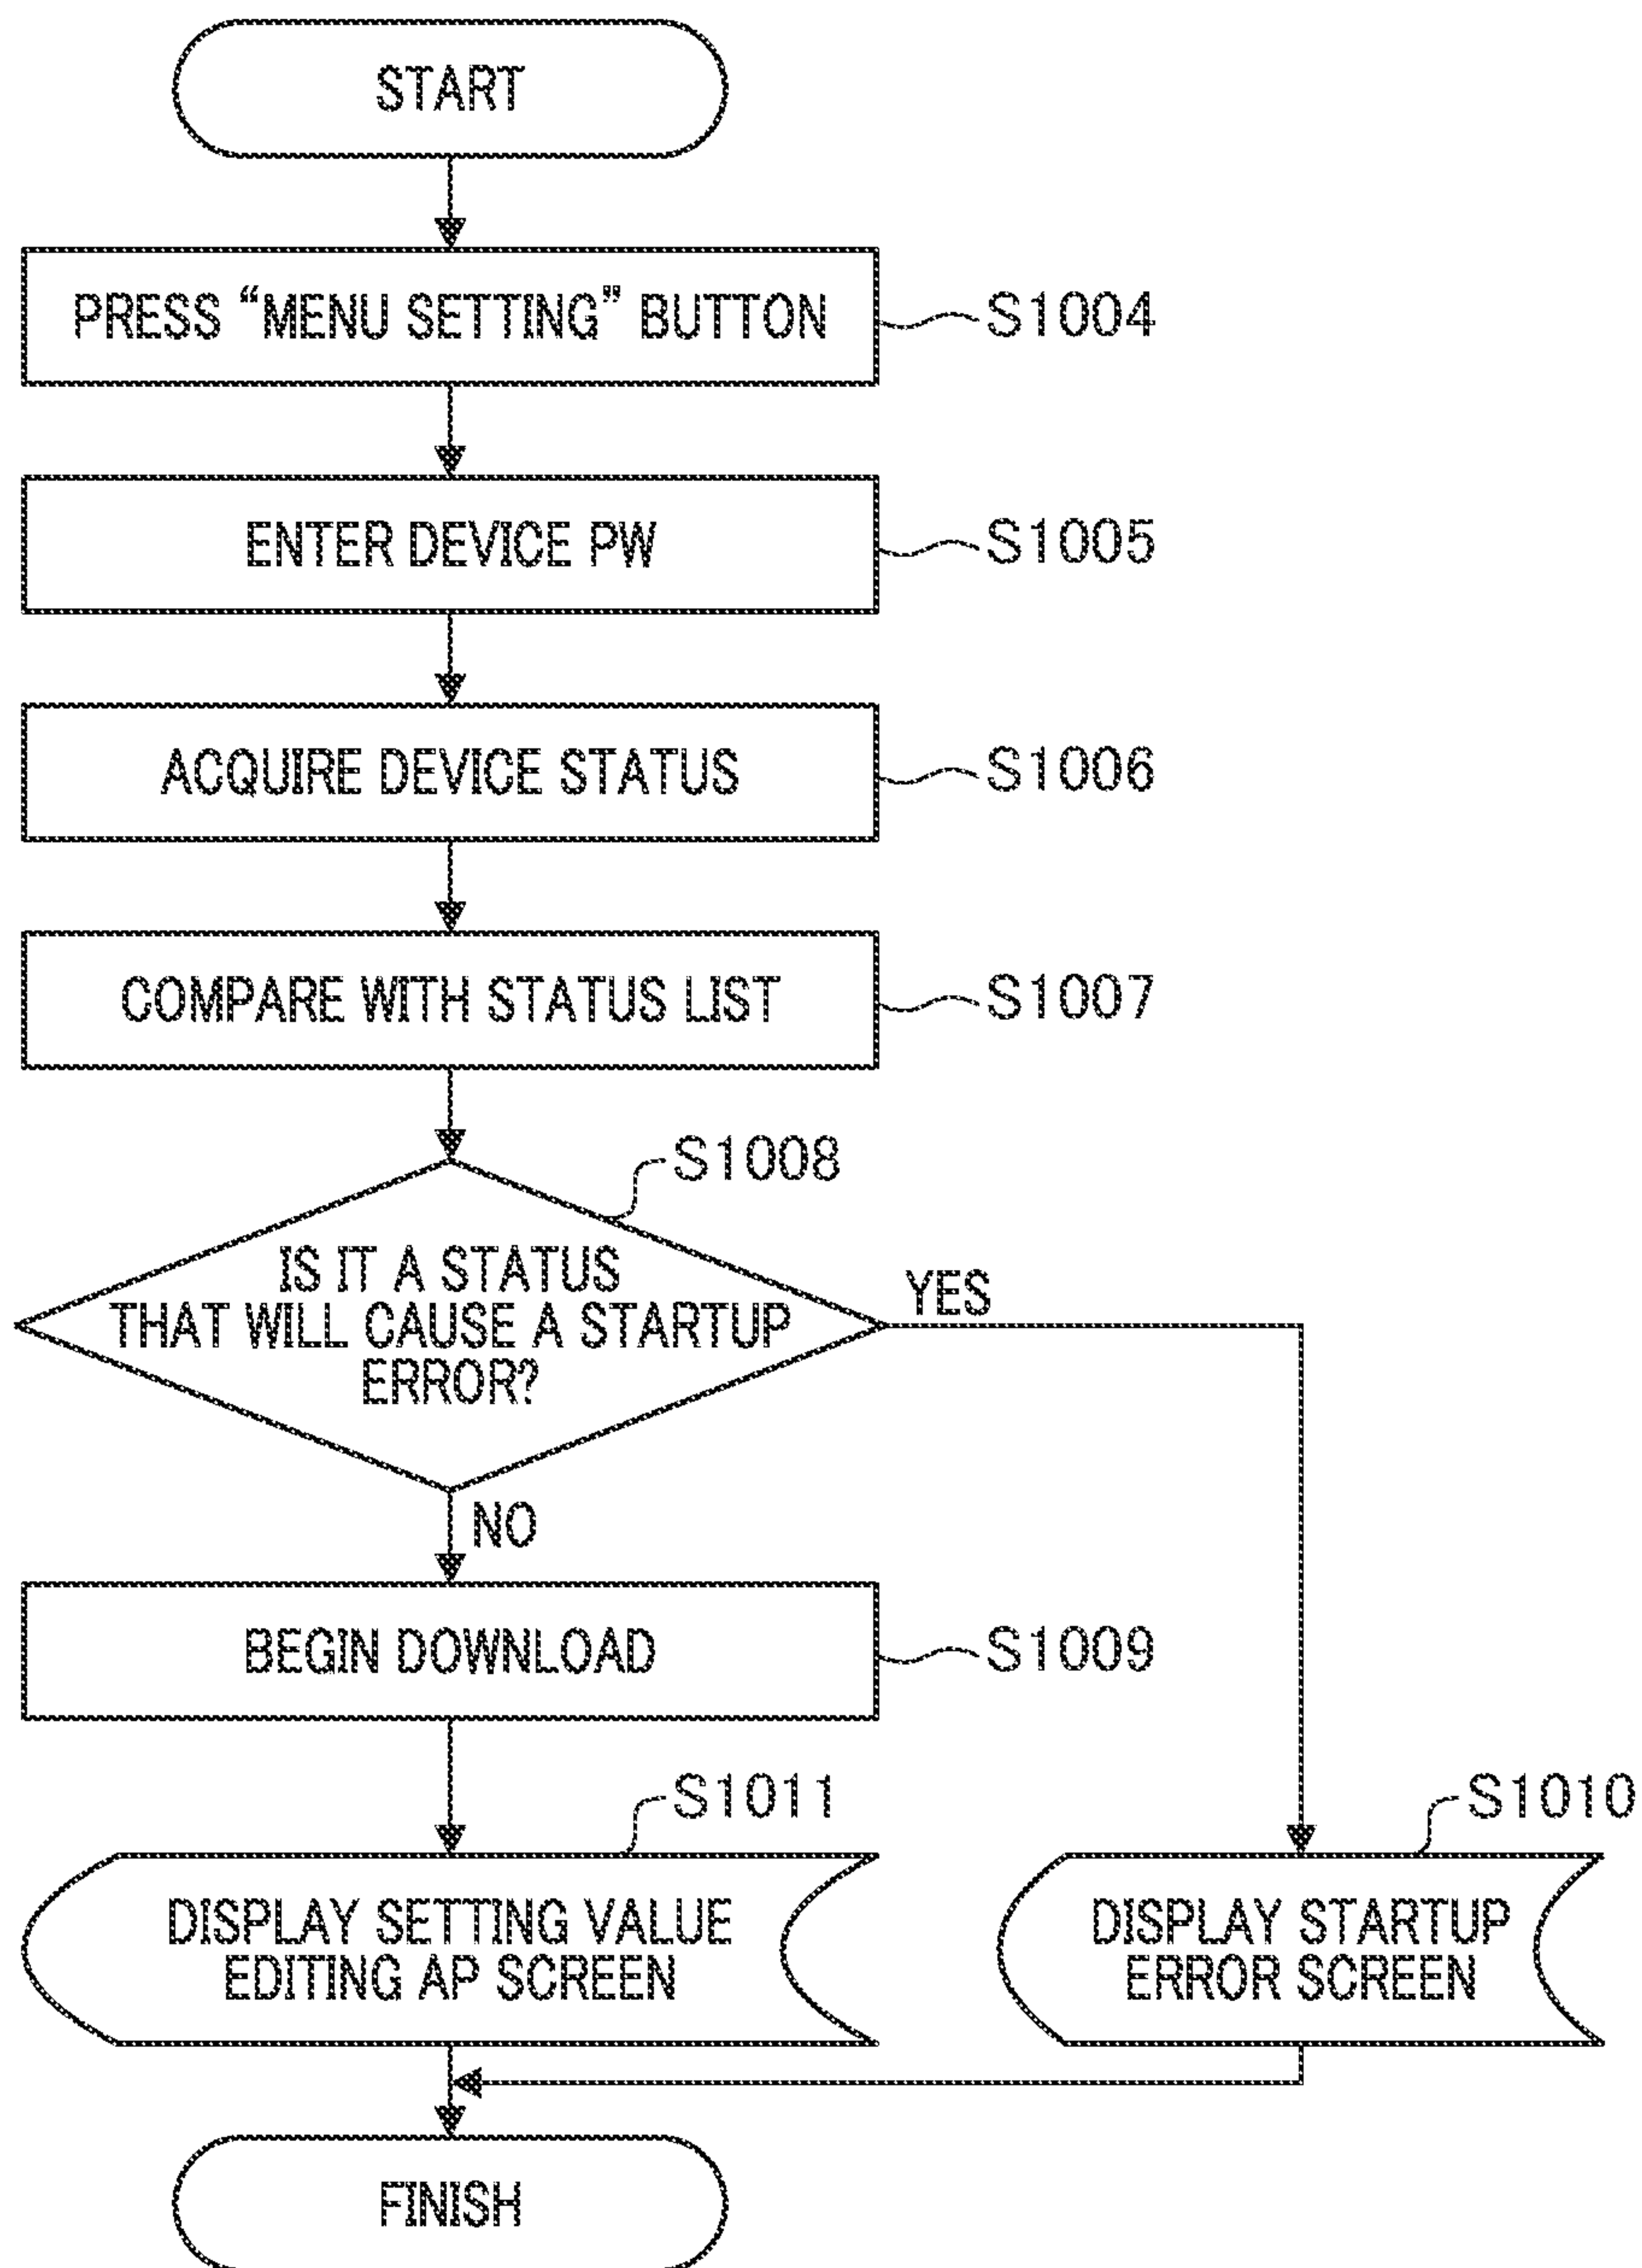 START
PRESS “MENU SETTING” BUTTON
S1004
ENTER DEVICE PW
S1005
ACQUIRE DEVICE STATUS
S1006
COMPARE WITH STATUS LIST
S1007
S1008
IS IT A STATUS
THAT WILL CAUSE A STARTUP
ERROR?
YES
NO
BEGIN DOWNLOAD
S1009
S1011
DISPLAY SETTING VALUE
EDITING AP SCREEN
S1010
DISPLAY STARTUP
ERROR SCREEN
FINISH